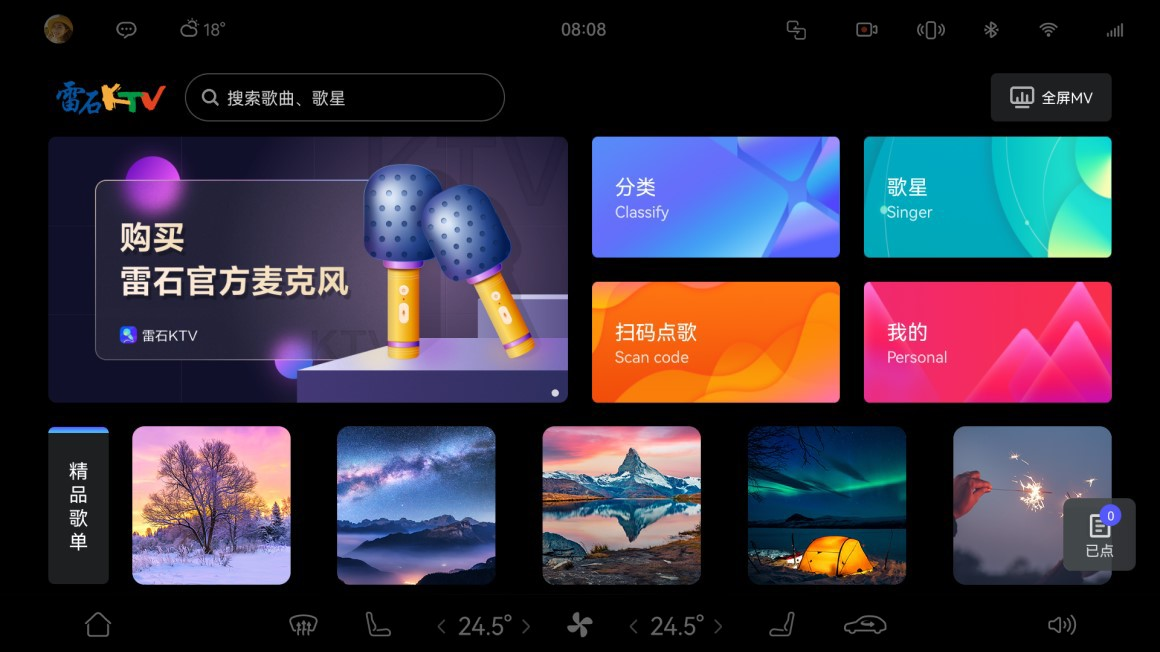 18°
08:08
雷石KTV
搜索歌曲、歌星
全屏MV
购买
雷石官方麦克风
雷石KTV
分类
Classify
歌星
Singer
扫码点歌
Scan code
我的
Personal
精品歌单
0
已点
24.5°
24.5°